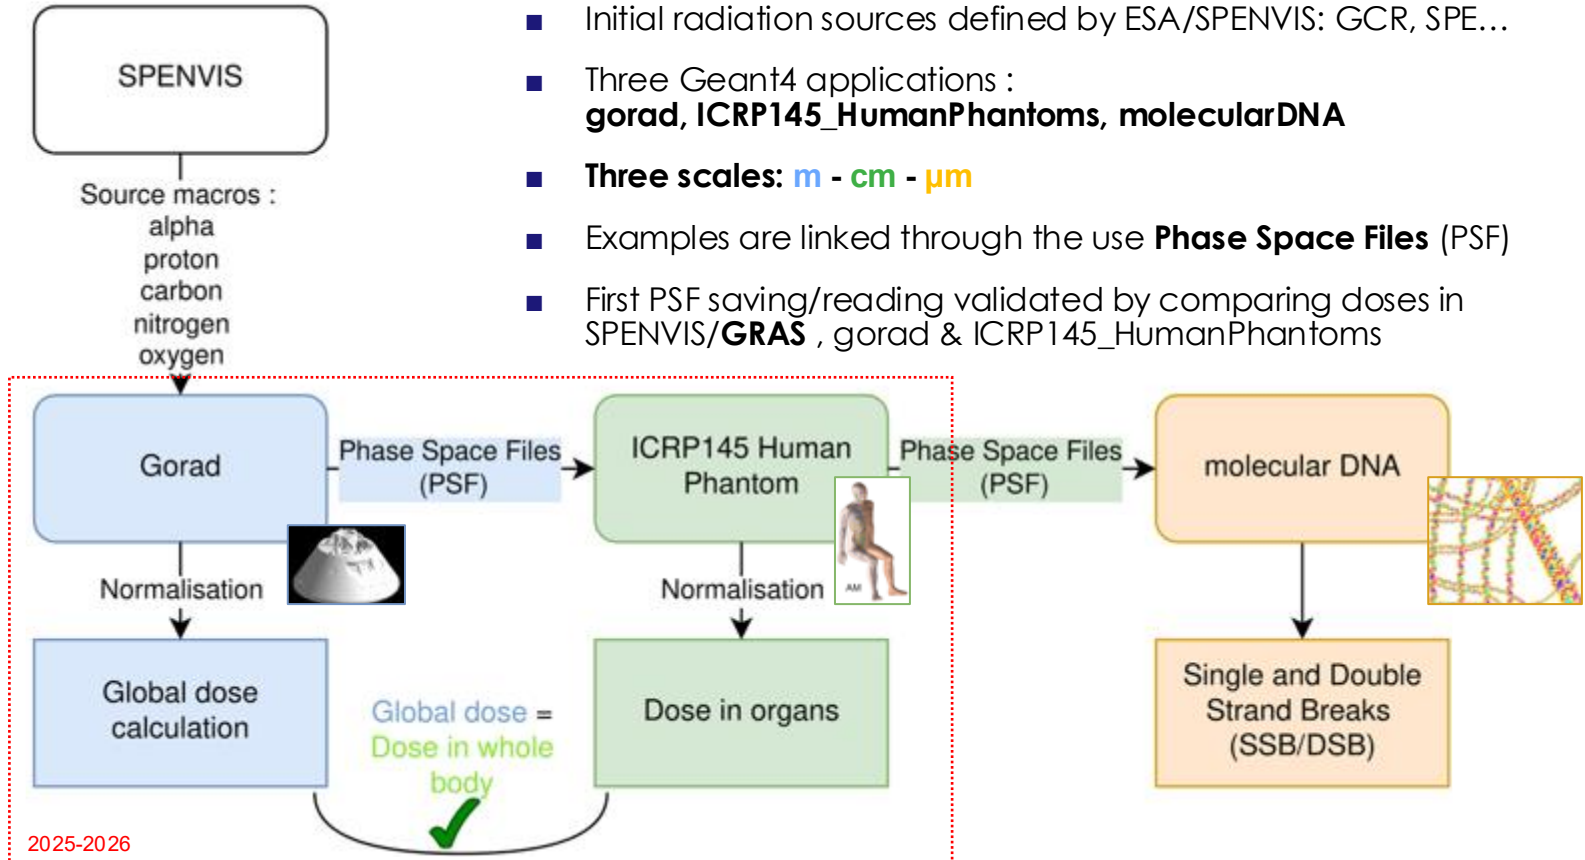 SPENVIS
Source macros :
alpha
proton
carbon
nitrogen
oxygen
■ Initial radiation sources defined by ESA/SPENVIS: GCR, SPE...
■ Three Geant4 applications :
gorad, ICRP145_HumanPhantoms, molecularDNA
■ Three scales: m - cm - µm
■ Examples are linked through the use Phase Space Files (PSF)
■ First PSF saving/reading validated by comparing doses in
SPENVIS/GRAS , gorad & ICRP145_HumanPhantoms
Gorad
Phase Space Files
(PSF)
ICRP145 Human
Phantom
Phase Space Files
(PSF)
molecular DNA
AM
Normalisation
Normalisation
Global dose
calculation
Global dose =
Dose in whole
body
Dose in organs
Single and Double
Strand Breaks
(SSB/DSB)
2025-2026